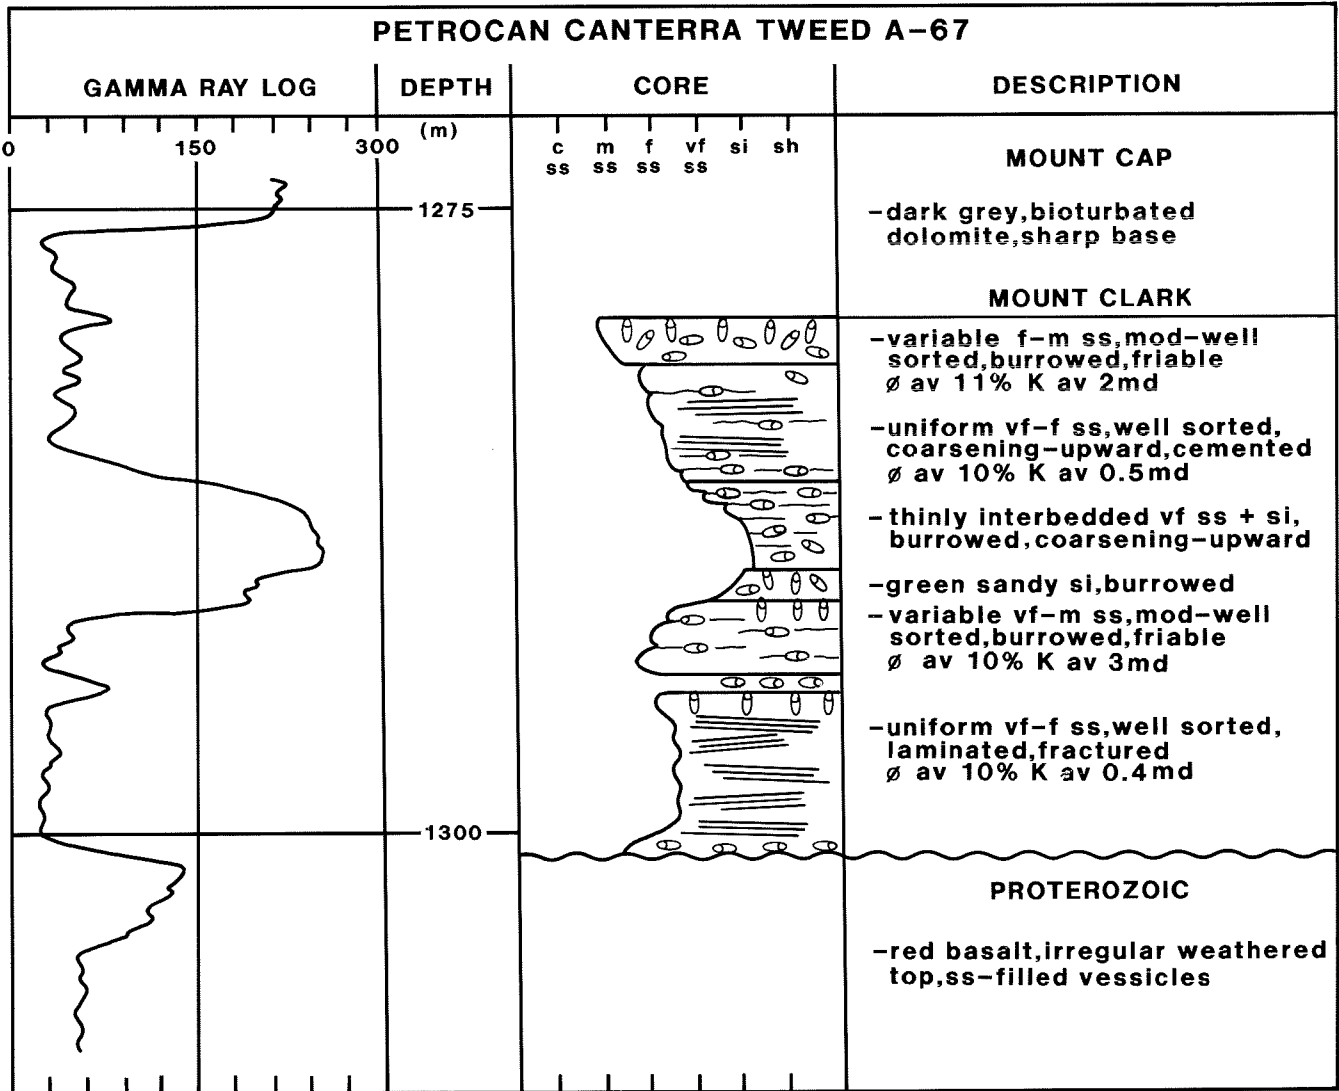 PETROCAN CANTERRA TWEED A-67
GAMMA RAY LOG
DEPTH
CORE
DESCRIPTION
(m)
0
150
300
c ss
m ss
f ss
vf ss
si
sh
1275
1300
MOUNT CAP
-dark grey,bioturbated
dolomite,sharp base
MOUNT CLARK
-variable f-m ss,mod-well
sorted,burrowed,friable
ø av 11% K av 2md
-uniform vf-f ss,well sorted,
coarsening-upward,cemented
ø av 10% K av 0.5md
-thinly interbedded vf ss + si,
burrowed,coarsening-upward
-green sandy si,burrowed
-variable vf-m ss,mod-well
sorted,burrowed,friable
ø av 10% K av 3md
-uniform vf-f ss,well sorted,
laminated,fractured
ø av 10% K av 0.4md
PROTEROZOIC
-red basalt,irregular weathered
top,ss-filled vessicles